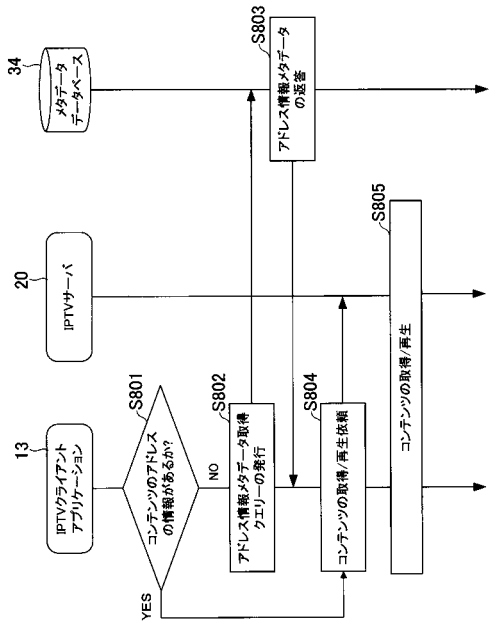 13
IPTVクライアント
アプリケーション
20
IPTVサーバ
34
メタデータ
データベース
S801
コンテンツのアドレス
の情報があるか?
YES
NO
S802
アドレス情報メタデータ取得
クエリーの発行
S803
アドレス情報メタデータ
の返答
S804
コンテンツの取得/再生依頼
S805
コンテンツの取得/再生